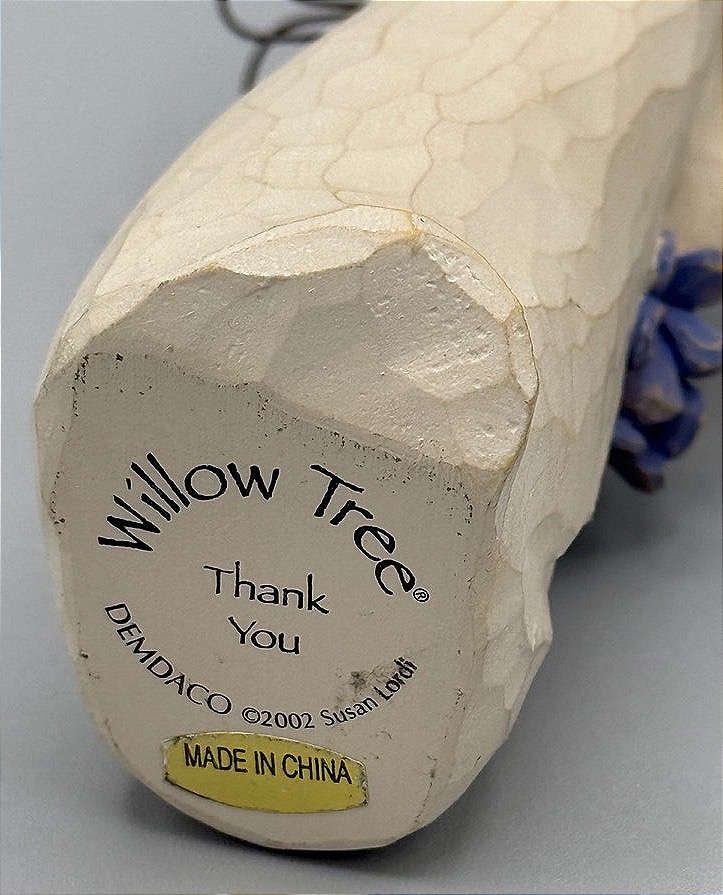 Willow Tree®
Thank
You
DEMDACO ©2002 Susan Lordi
MADE IN CHINA